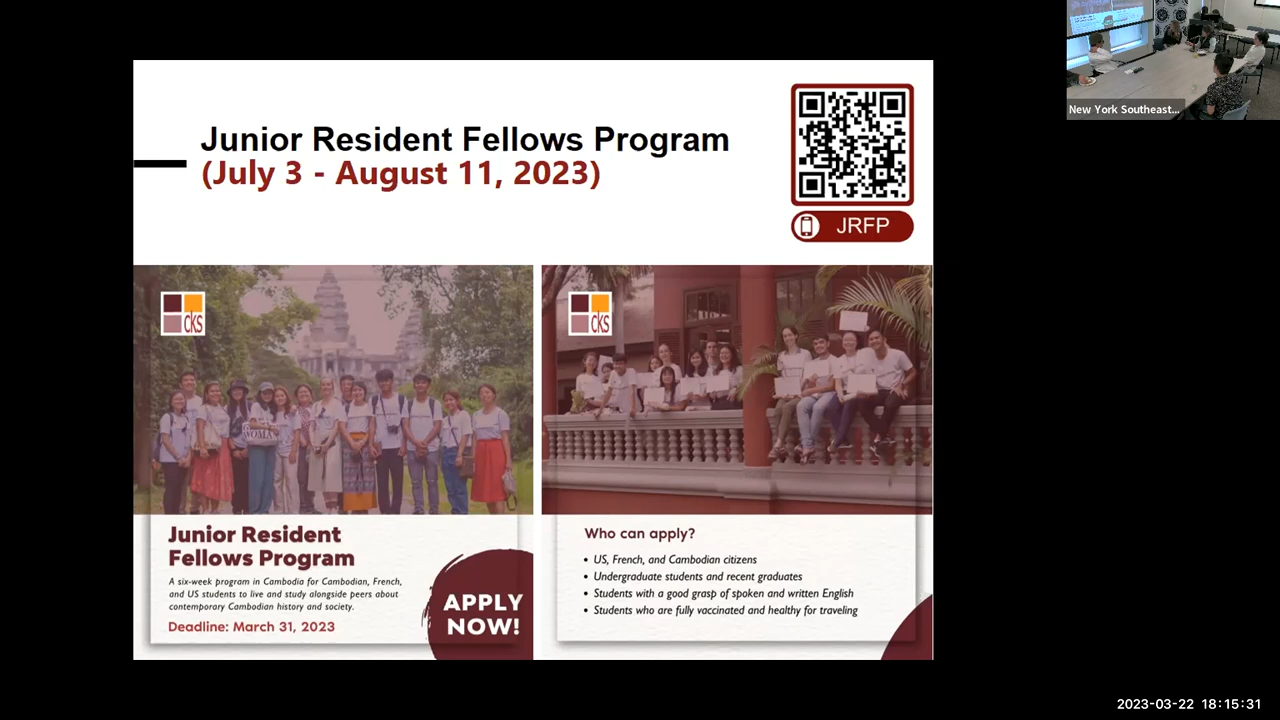 Junior Resident Fellows Program
(July 3 - August 11, 2023)
JRFP
cks
cks
WOMA
Junior Resident
Fellows Program
A six-week program in Cambodia for Cambodian, French,
and US students to live and study alongside peers about
contemporary Cambodian history and society.
Deadline: March 31, 2023
APPLY
NOW!
Who can apply?
• US, French, and Cambodian citizens
• Undergraduate students and recent graduates
• Students with a good grasp of spoken and written English
• Students who are fully vaccinated and healthy for traveling
New York Southeast...
2023-03-22 18:15:31